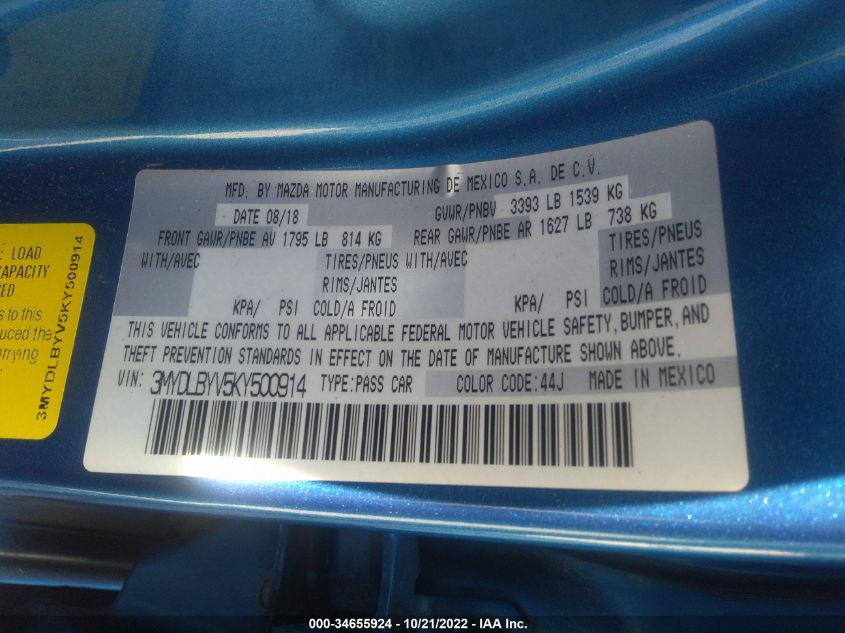 MFD. BY MAZDA MOTOR MANUFACTURING DE MEXICO S.A. DE C.V.
DATE 08/18 GVWR/PNBV 3393 LB 1539 KG
FRONT GAWR/PNBE AV 1795 LB 814 KG REAR GAWR/PNBE AR 1627 LB 738 KG
WITH/AVEC TIRES/PNEUS WITH/AVEC TIRES/PNEUS
RIMS/JANTES RIMS/JANTES
KPA/ PSI COLD/A FROID KPA/ PSI COLD/A FROID
THIS VEHICLE CONFORMS TO ALL APPLICABLE FEDERAL MOTOR VEHICLE SAFETY, BUMPER, AND
THEFT PREVENTION STANDARDS IN EFFECT ON THE DATE OF MANUFACTURE SHOWN ABOVE.
VIN: 3MYDLBYV5KY500914 TYPE:PASS CAR COLOR CODE:44J MADE IN MEXICO
LOAD
CAPACITY
to this
the
3MYDLBYV5KY500914
000-34655924 - 10/21/2022 - IAA Inc.